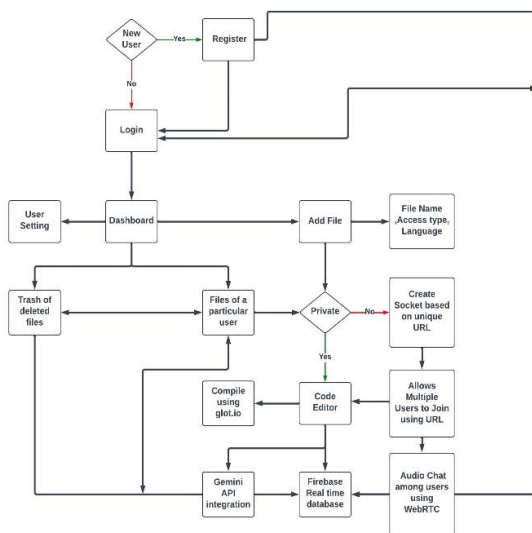 New
User
Yes
Register
No
Login
User
Setting
Dashboard
Add File
File Name
,Access type,
Language
Trash of
deleted
files
Files of a
particular
user
Private
No
Create
Socket based
on unique
URL
Yes
Compile
using
glot.io
Code
Editor
Allows
Multiple
Users to Join
using URL
Gemini
API
integration
Firebase
Real time
database
Audio Chat
among users
using
WebRTC